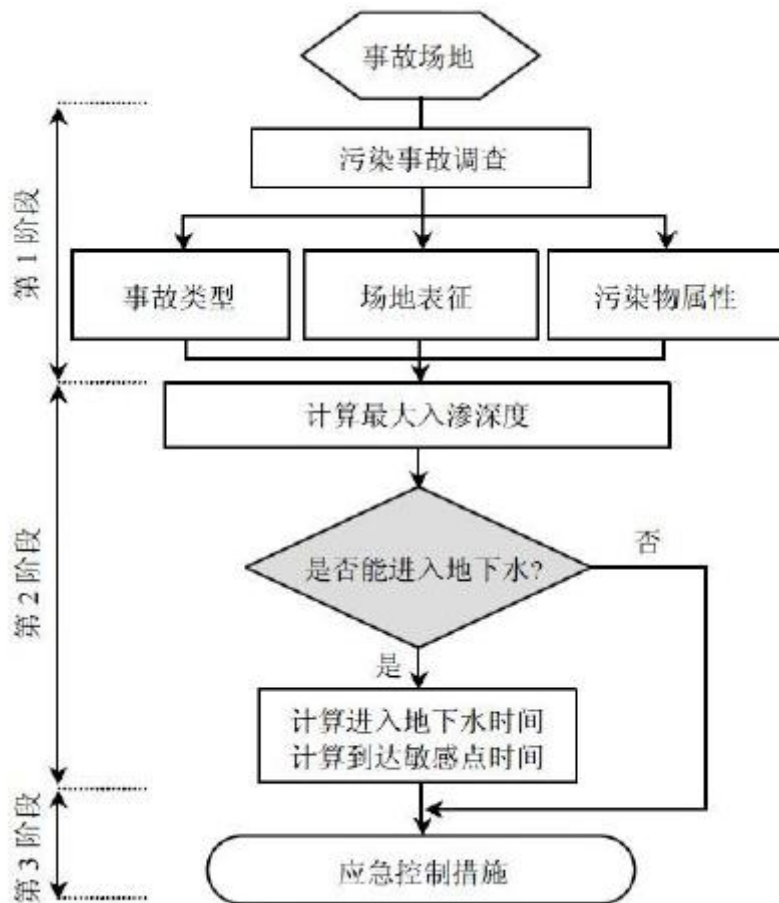 事故场地
第 1 阶段
污染事故调查
事故类型
场地表征
污染物属性
第 2 阶段
计算最大入渗深度
是否能进入地下水?
否
是
计算进入地下水时间
计算到达敏感点时间
第 3 阶段
应急控制措施